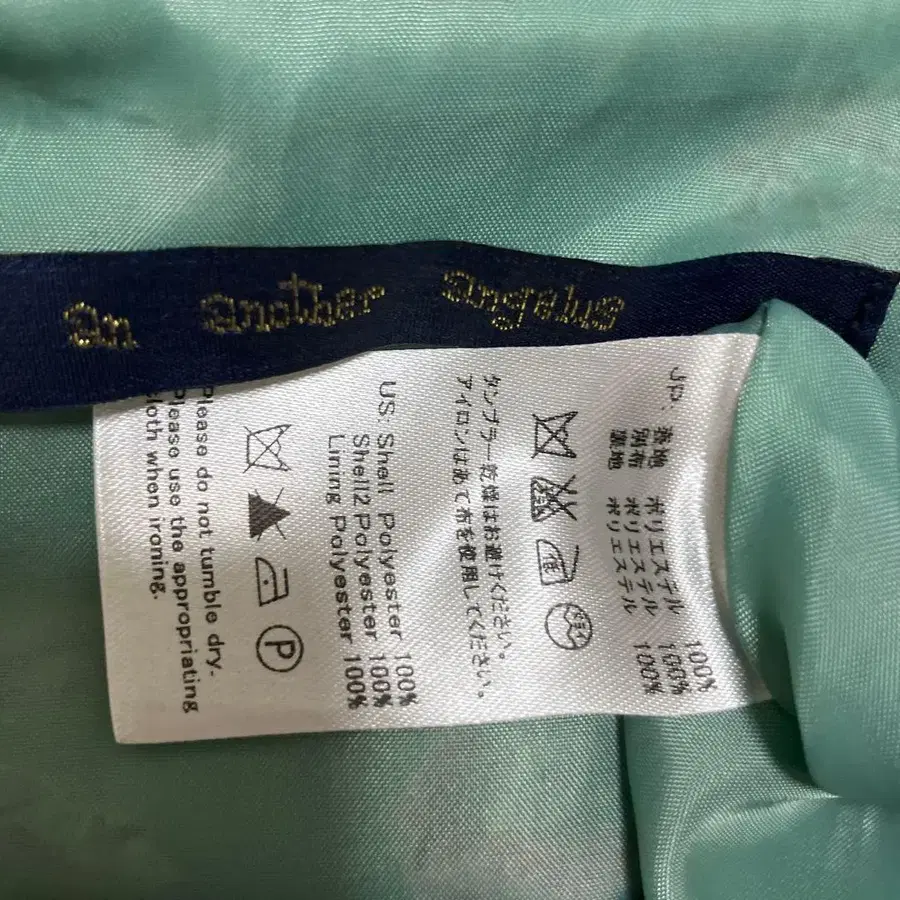 an another angelus
JP: 表地 ポリエステル 100%
別布 ポリエステル 100%
裏地 ポリエステル 100%
タンブラー乾燥はお避けください。
アイロンはあて布を使用してください。
US: Shell Polyester 100%
Shell2 Polyester 100%
Lining Polyester 100%
P
Please do not tumble dry-
Please use the appropriating
cloth when ironing.